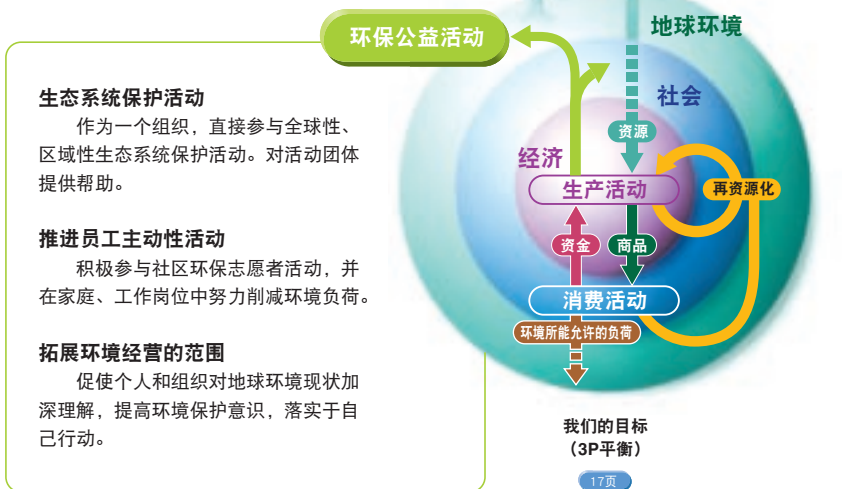 环保公益活动
生态系统保护活动
作为一个组织，直接参与全球性、
区域性生态系统保护活动。对活动团体
提供帮助。
推进员工主动性活动
积极参与社区环保志愿者活动，并
在家庭、工作岗位中努力削减环境负荷。
拓展环境经营的范围
促使个人和组织对地球环境现状加
深理解，提高环境保护意识，落实于自
己行动。
地球环境
社会
资源
经济
生产活动
再资源化
资金
商品
消费活动
环境所能允许的负荷
我们的目标
（3P平衡）
17页